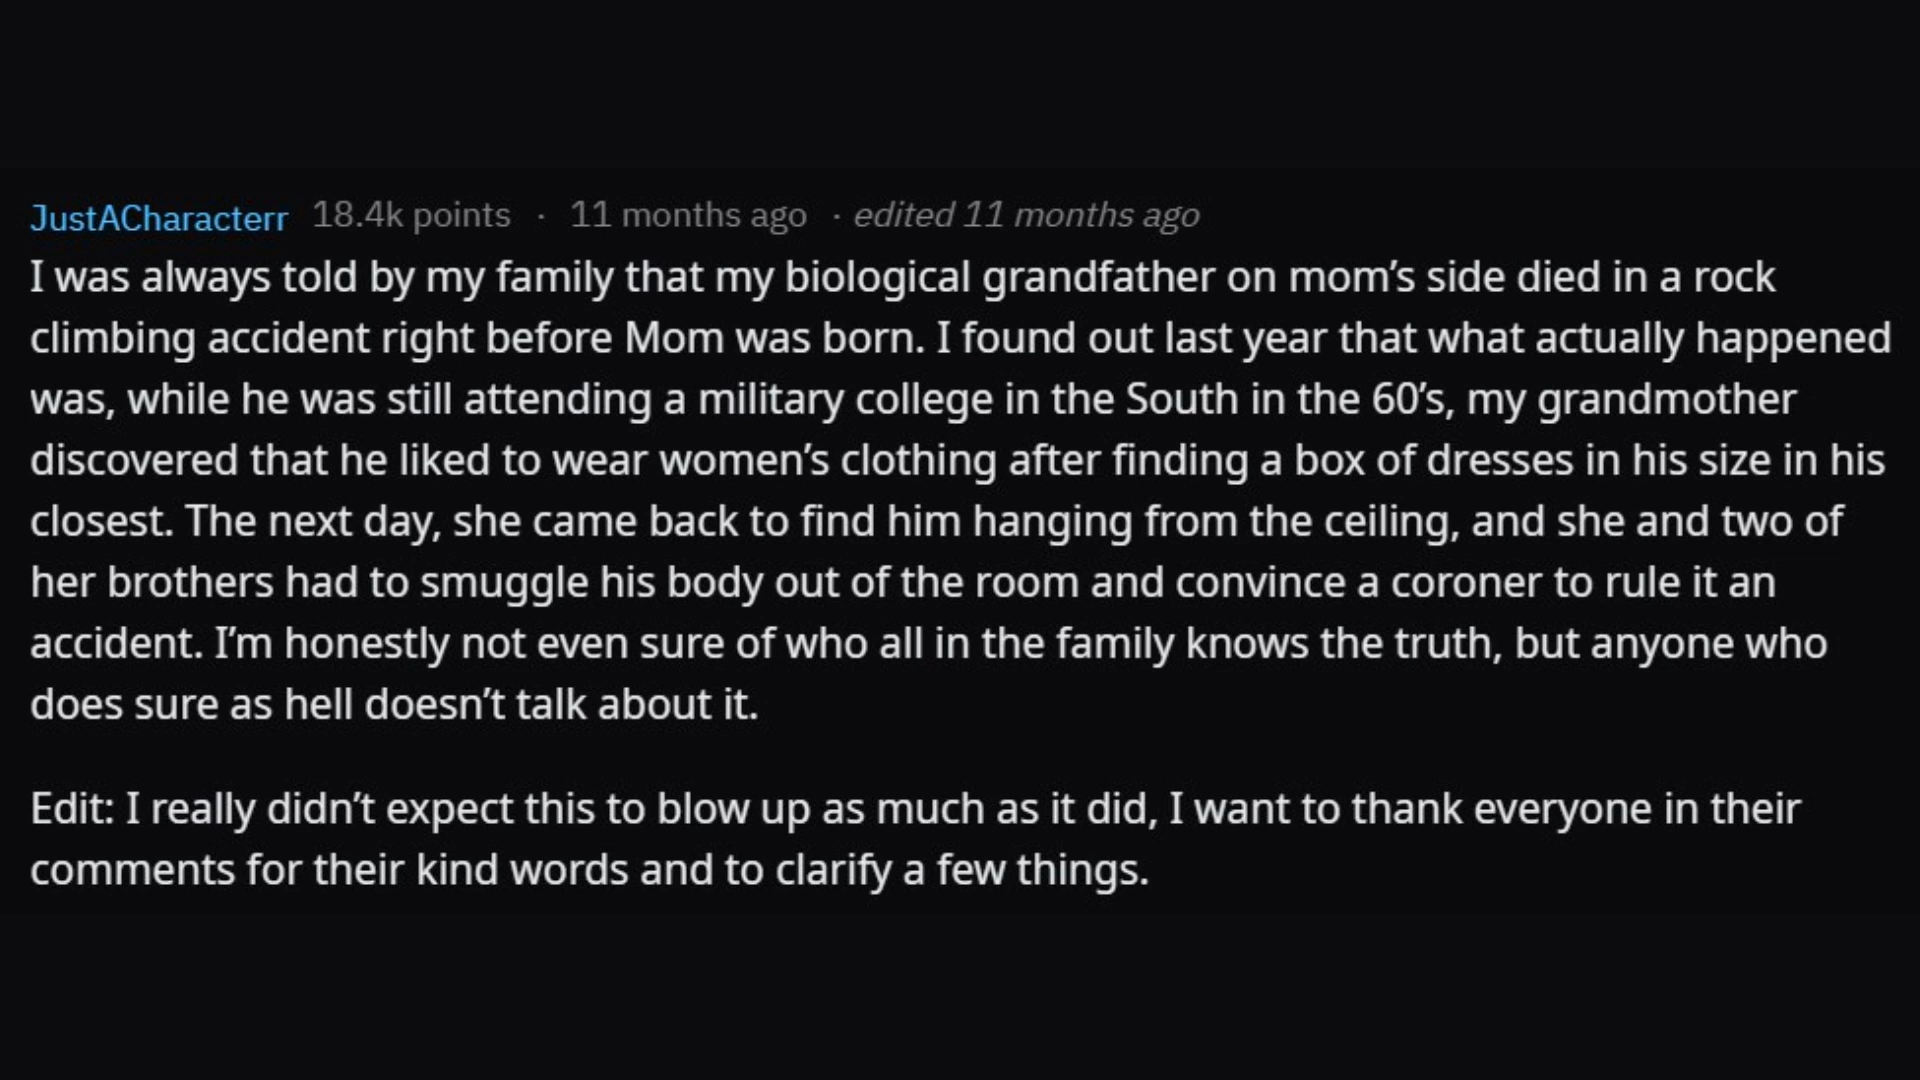 JustACharacterr 18.4k points · 11 months ago · edited 11 months ago
I was always told by my family that my biological grandfather on mom’s side died in a rock
climbing accident right before Mom was born. I found out last year that what actually happened
was, while he was still attending a military college in the South in the 60’s, my grandmother
discovered that he liked to wear women’s clothing after finding a box of dresses in his size in his
closest. The next day, she came back to find him hanging from the ceiling, and she and two of
her brothers had to smuggle his body out of the room and convince a coroner to rule it an
accident. I’m honestly not even sure of who all in the family knows the truth, but anyone who
does sure as hell doesn’t talk about it.
Edit: I really didn’t expect this to blow up as much as it did, I want to thank everyone in their
comments for their kind words and to clarify a few things.